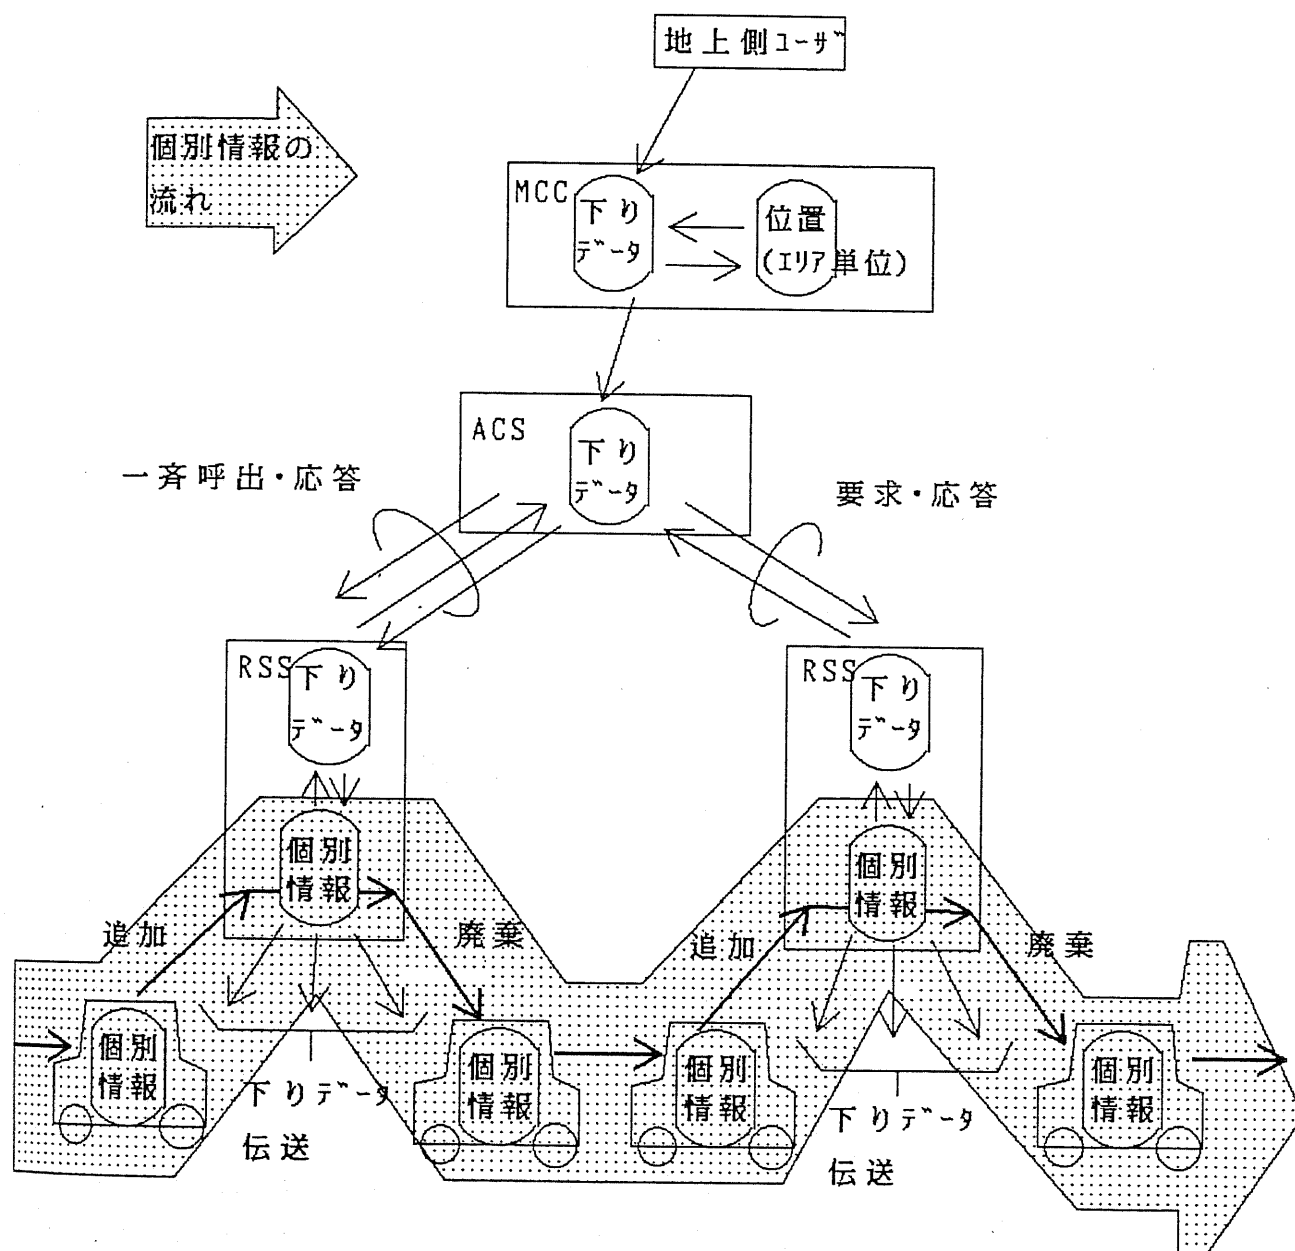 地上側ﾕｰｻﾞ
個別情報の
流れ
MCC
下り
ﾃﾞｰﾀ
位置
(ｴﾘｱ単位)
ACS
下り
ﾃﾞｰﾀ
一斉呼出・応答
要求・応答
RSS
下り
ﾃﾞｰﾀ
RSS
下り
ﾃﾞｰﾀ
個別
情報
個別
情報
追加
廃棄
追加
廃棄
個別
情報
個別
情報
個別
情報
個別
情報
下りﾃﾞｰﾀ
伝送
下りﾃﾞｰﾀ
伝送